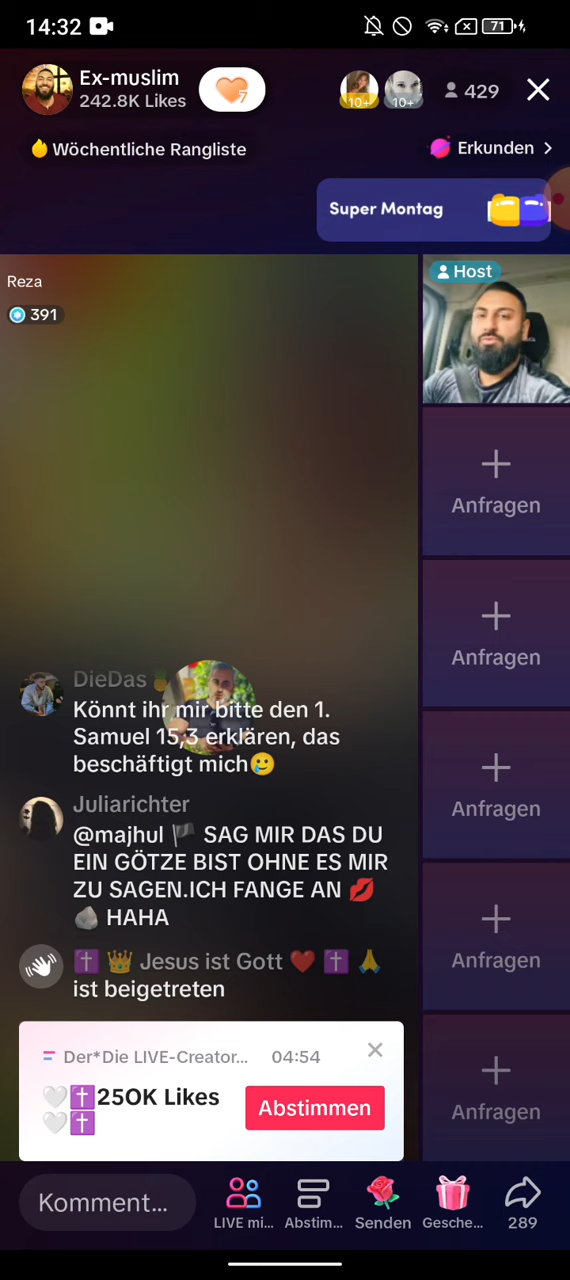 14:32
71
Ex-muslim
242.8K Likes
7
10+
10+
429
Wöchentliche Rangliste
Erkunden
Super Montag
Reza
391
Host
Anfragen
Anfragen
Anfragen
Anfragen
Anfragen
DieDas
Könnt ihr mir bitte den 1.
Samuel 15,3 erklären, das
beschäftigt mich🥲
Juliarichter
@majhul 🏴 SAG MIR DAS DU
EIN GÖTZE BIST OHNE ES MIR
ZU SAGEN.ICH FANGE AN 💋
🪨 HAHA
✝️ 👑 Jesus ist Gott ❤️ ✝️ 🙏
ist beigetreten
Der*Die LIVE-Creator...
04:54
🤍✝️25OK Likes
🤍✝️
Abstimmen
Komment...
LIVE mi...
Abstim...
Senden
Gesche...
289